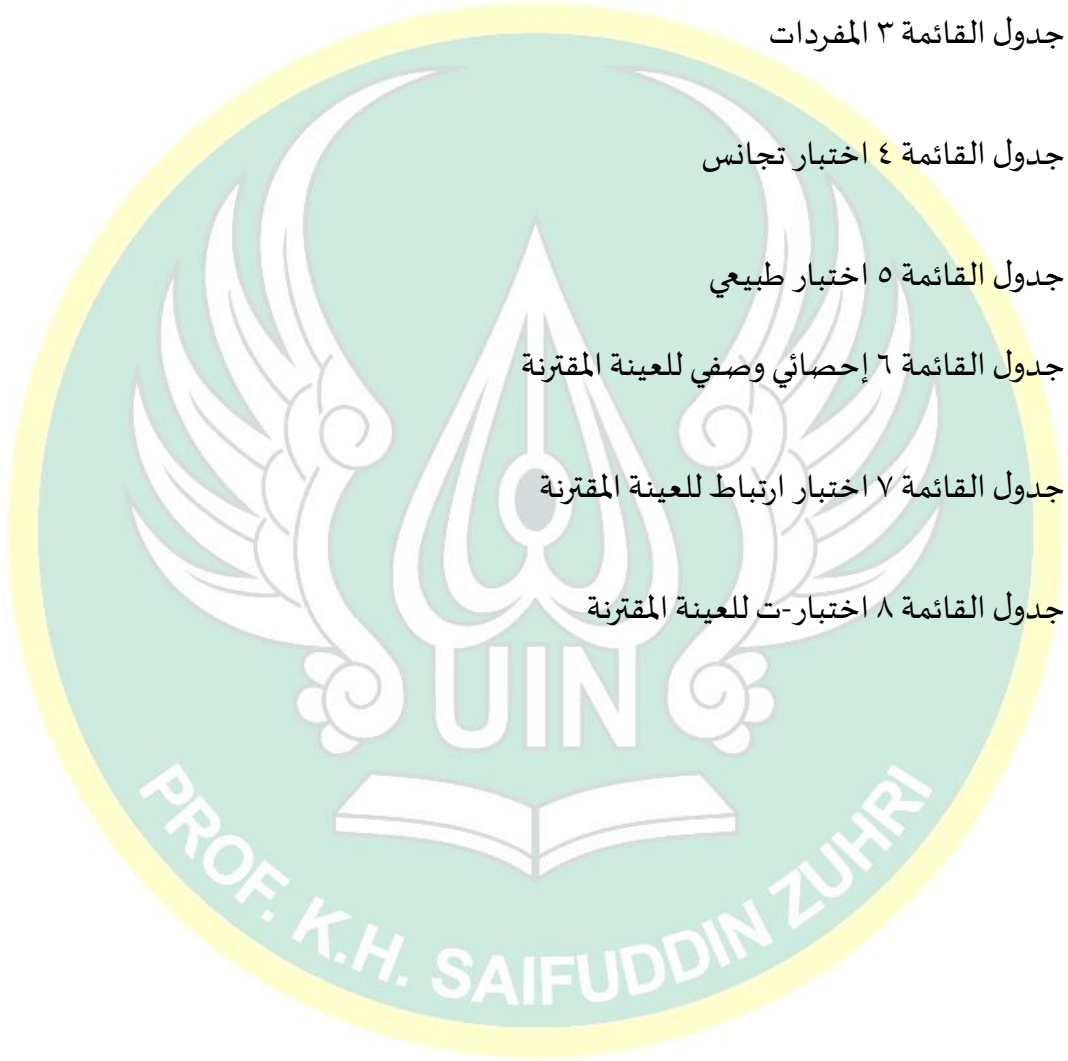 جدول القائمة ٣ المفردات
جدول القائمة ٤ اختبار تجانس
جدول القائمة ٥ اختبار طبيعي
جدول القائمة ٦ إحصائي وصفي للعينة المقترنة
جدول القائمة ٧ اختبار ارتباط للعينة المقترنة
جدول القائمة ٨ اختبار-ت للعينة المقترنة
UIN
PROF. K.H. SAIFUDDIN ZUHRI